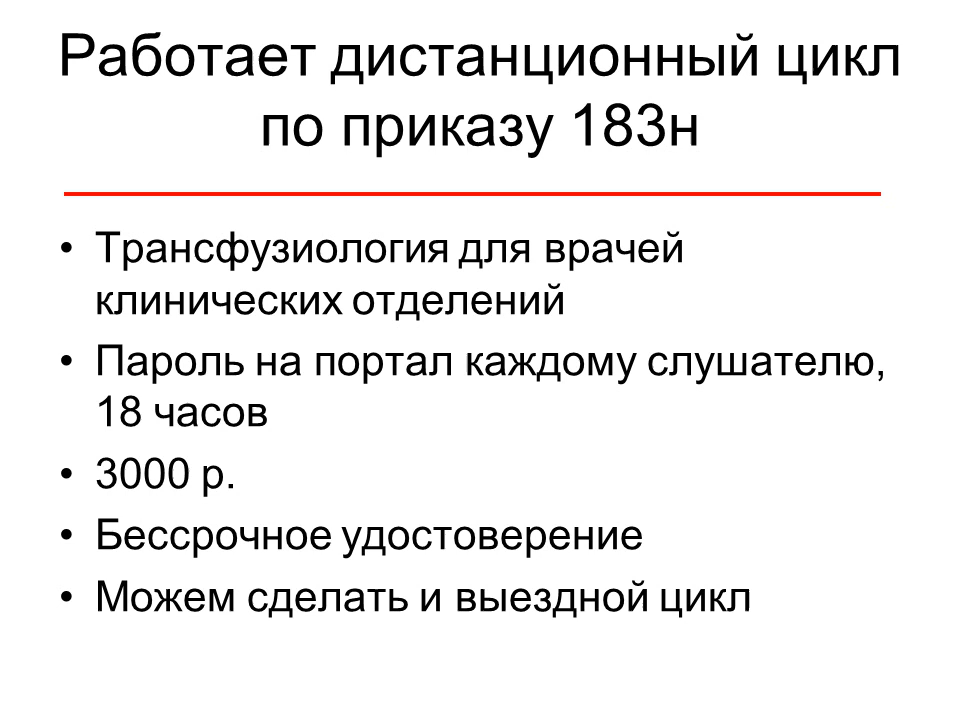 Работает дистанционный цикл
по приказу 183н
• Трансфузиология для врачей
клинических отделений
• Пароль на портал каждому слушателю,
18 часов
• 3000 р.
• Бессрочное удостоверение
• Можем сделать и выездной цикл